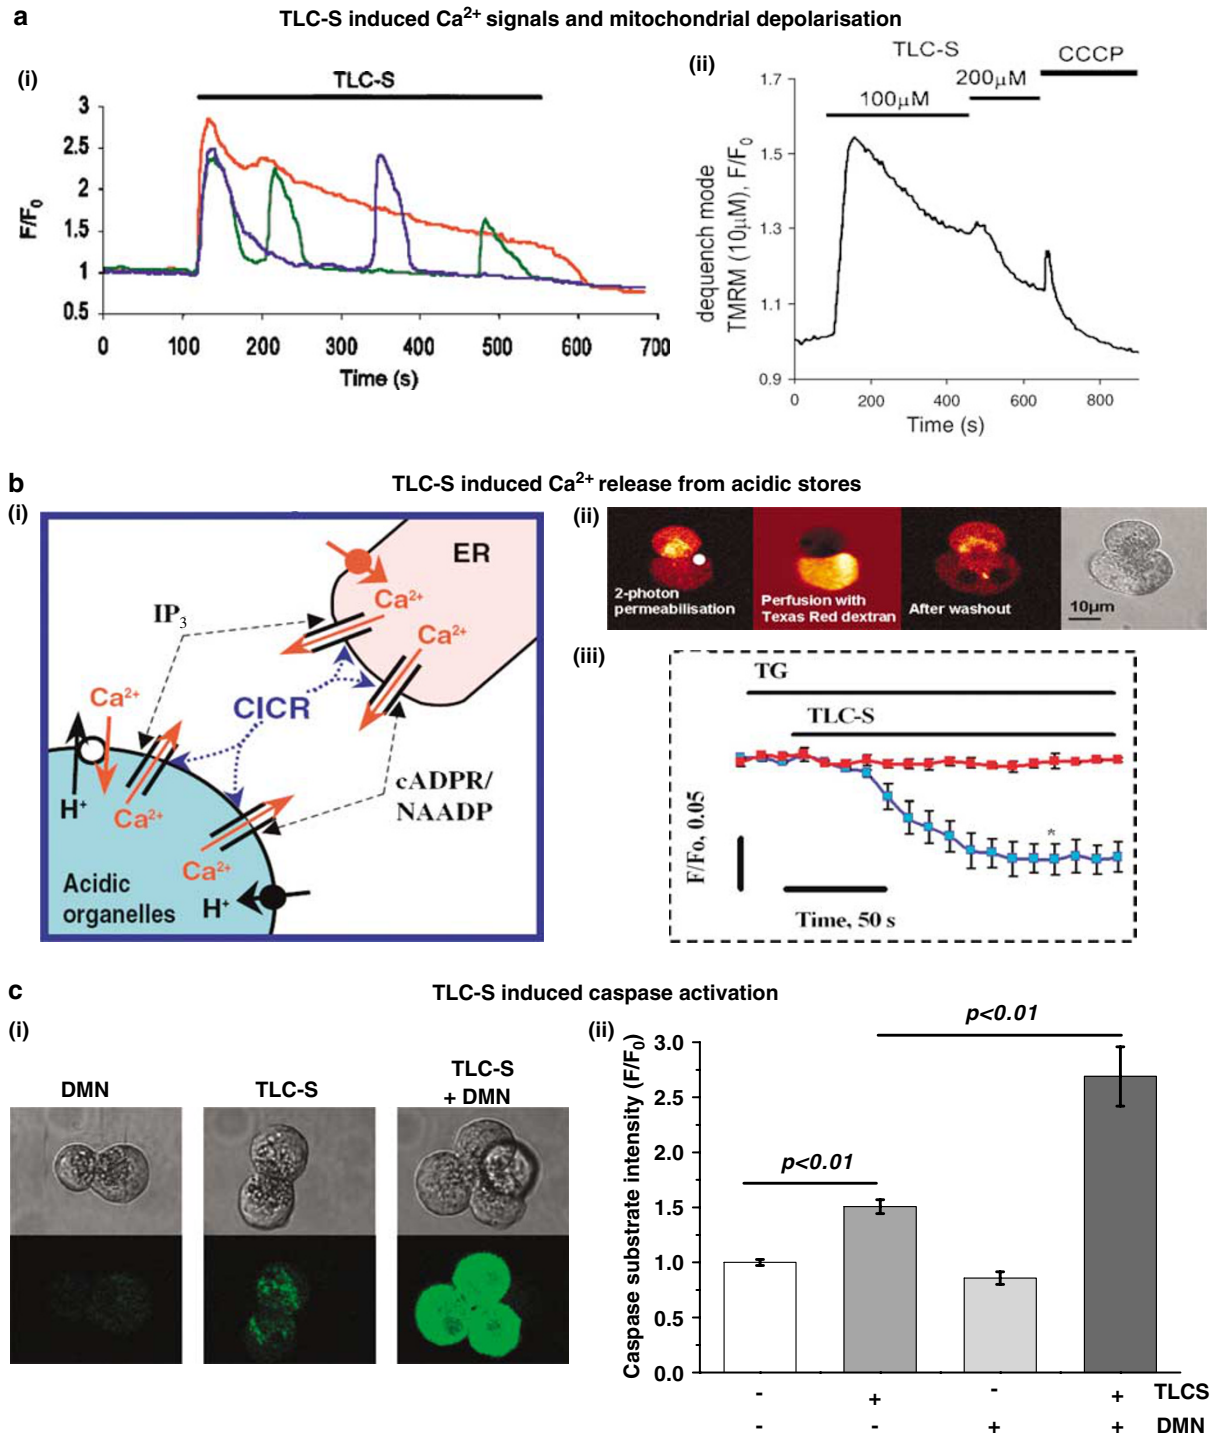 a
TLC-S induced Ca2+ signals and mitochondrial depolarisation
(i)
TLC-S
3
2.5
2
1.5
1
0.5
F/F0
0 100 200 300 400 500 600 700
Time (s)
(ii)
TLC-S
CCCP
200µM
100µM
1.7
1.5
1.3
1.1
0.9
dequench mode
TMRM (10µM), F/F0
0 200 400 600 800
Time (s)
b
TLC-S induced Ca2+ release from acidic stores
(i)
ER
Ca2+
IP3
Ca2+
CICR
Ca2+
cADPR/
NAADP
H+
Ca2+
Ca2+
Acidic
organelles
H+
(ii)
2-photon
permeabilisation
Perfusion with
Texas Red dextran
After washout
10µm
(iii)
TG
TLC-S
*
F/Fo, 0.05
Time, 50 s
c
TLC-S induced caspase activation
(i)
DMN
TLC-S
TLC-S
+ DMN
(ii)
p<0.01
p<0.01
3.0
2.5
2.0
1.5
1.0
0.5
0.0
Caspase substrate intensity (F/F0)
- + - + TLCS
- - + + DMN